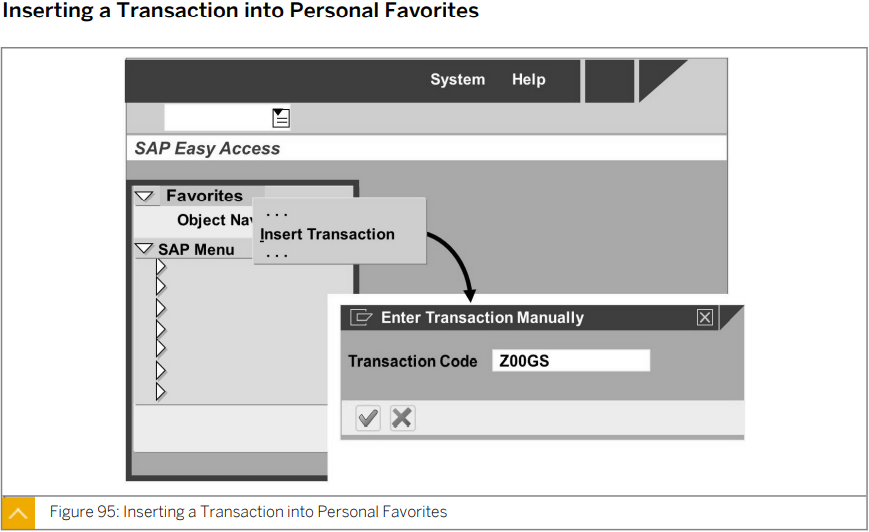 Inserting a Transaction into Personal Favorites
System Help
SAP Easy Access
Favorites
Object
. . .
Insert Transaction
. . .
SAP Menu
Enter Transaction Manually
Transaction Code Z00GS
Figure 95: Inserting a Transaction into Personal Favorites